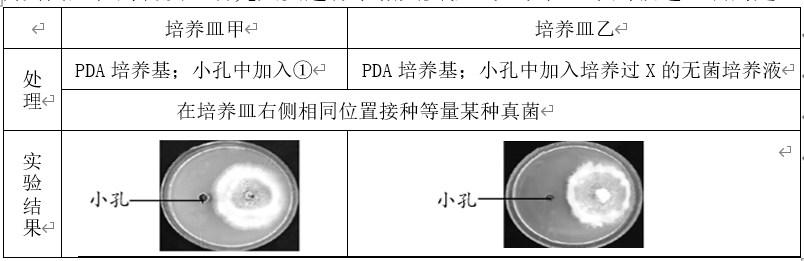 培养皿甲 培养皿乙
处理 PDA 培养基；小孔中加入① PDA 培养基；小孔中加入培养过 X 的无菌培养液
在培养皿右侧相同位置接种等量某种真菌
实验结果 小孔 小孔